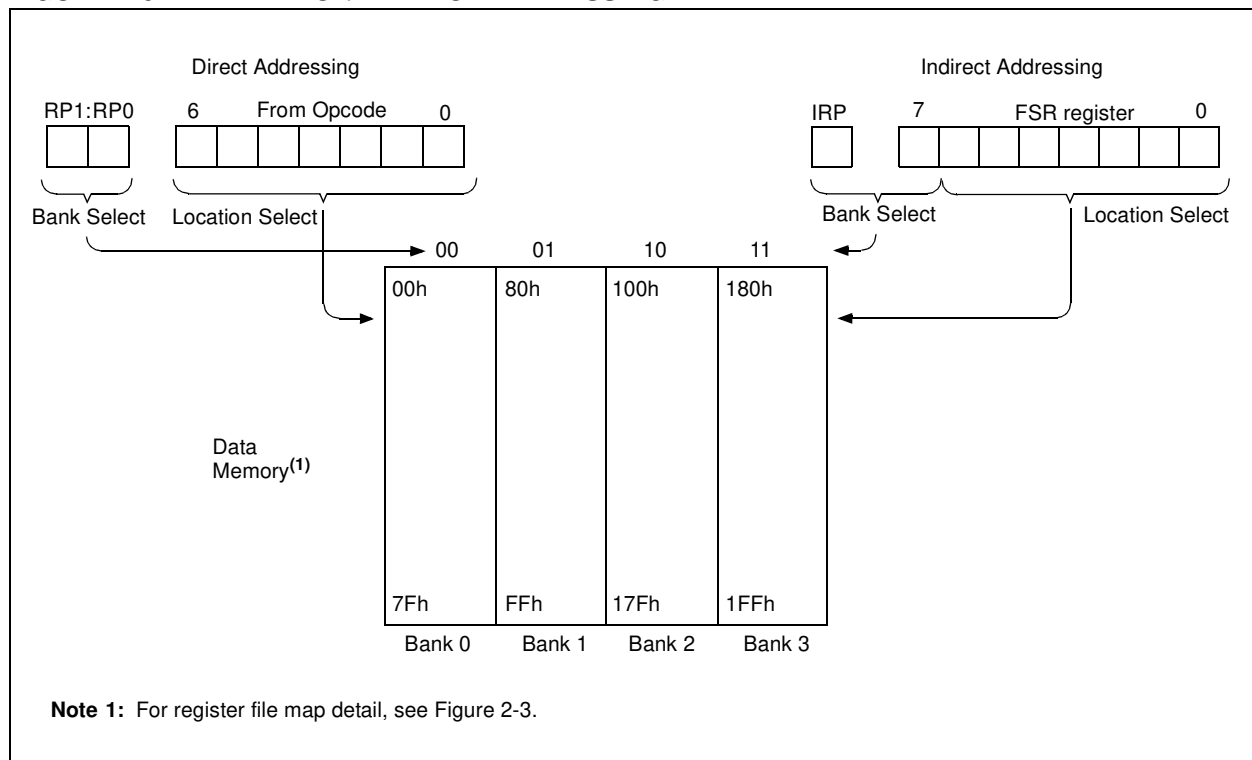 Direct Addressing
Indirect Addressing
RP1:RP0 6 From Opcode 0
IRP 7 FSR register 0
Bank Select Location Select
Bank Select Location Select
00 01 10 11
00h 80h 100h 180h
Data
Memory(1)
7Fh FFh 17Fh 1FFh
Bank 0 Bank 1 Bank 2 Bank 3
Note 1: For register file map detail, see Figure 2-3.